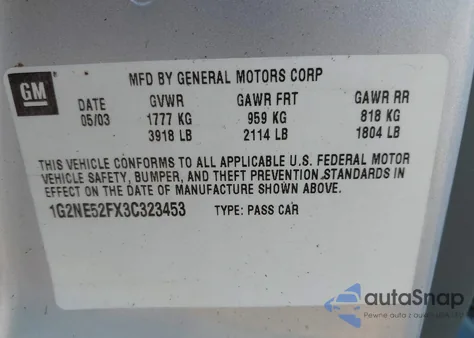 GM
MFD BY GENERAL MOTORS CORP
DATE GVWR GAWR FRT GAWR RR
05/03 1777 KG 959 KG 818 KG
3918 LB 2114 LB 1804 LB
THIS VEHICLE CONFORMS TO ALL APPLICABLE U.S. FEDERAL MOTOR
VEHICLE SAFETY, BUMPER, AND THEFT PREVENTION STANDARDS IN
EFFECT ON THE DATE OF MANUFACTURE SHOWN ABOVE.
1G2NE52FX3C323453 TYPE: PASS CAR
autoSnap
Pewne auta z